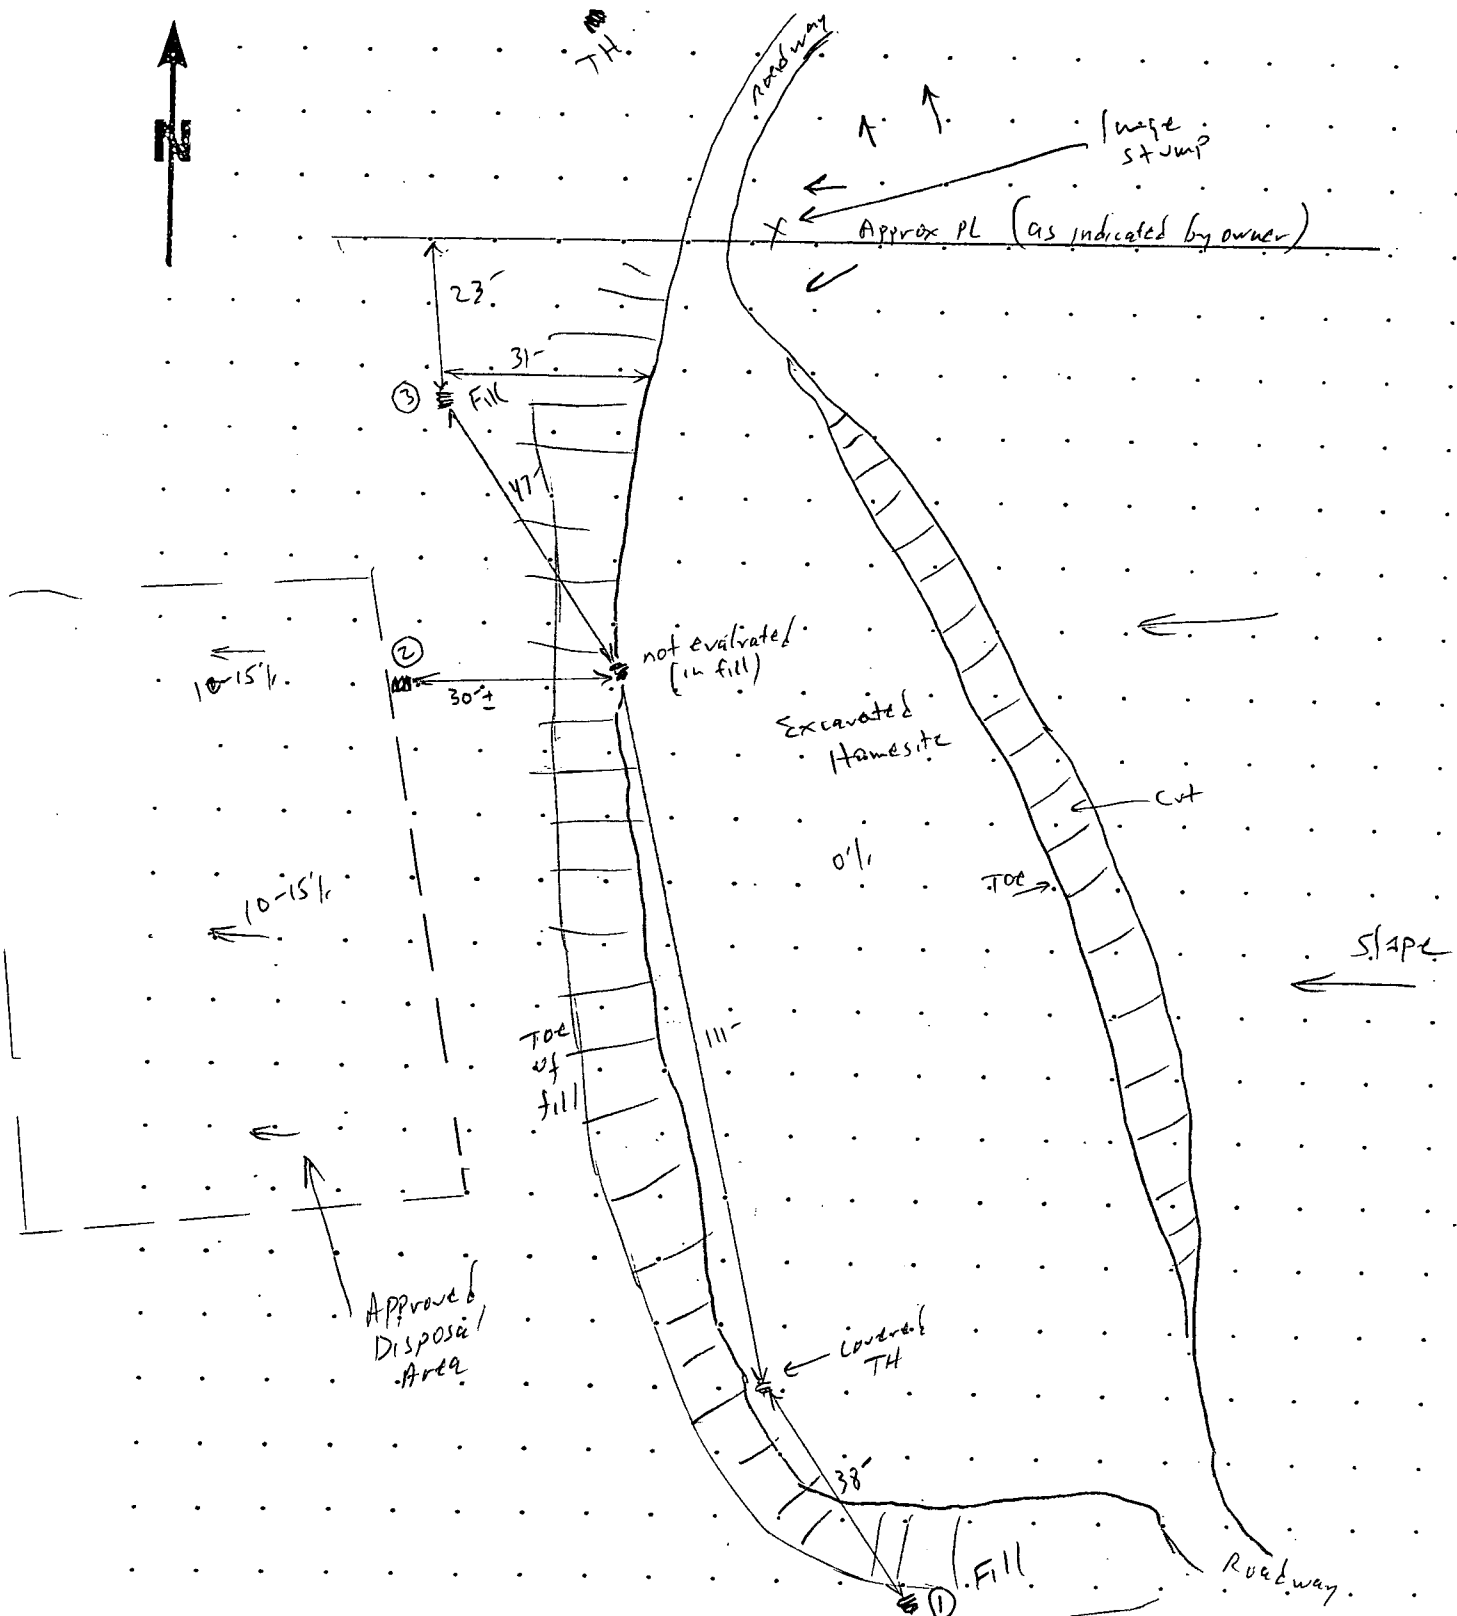 TH
Roadway
N
large
stump
X
Approx PL (as indicated by owner)
23'
31'
③ Fill
47'
②
not evaluated
(in fill)
10-15%
30'±
Excavated
Homesite
Cut
0%
Toe
10-15%
Slope
Toe
of
fill
111'
Approved
Disposal
Area
Covered
TH
38'
Fill
Roadway
①